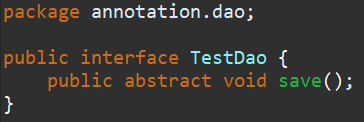 package annotation.dao;
public interface TestDao {
    public abstract void save();
}